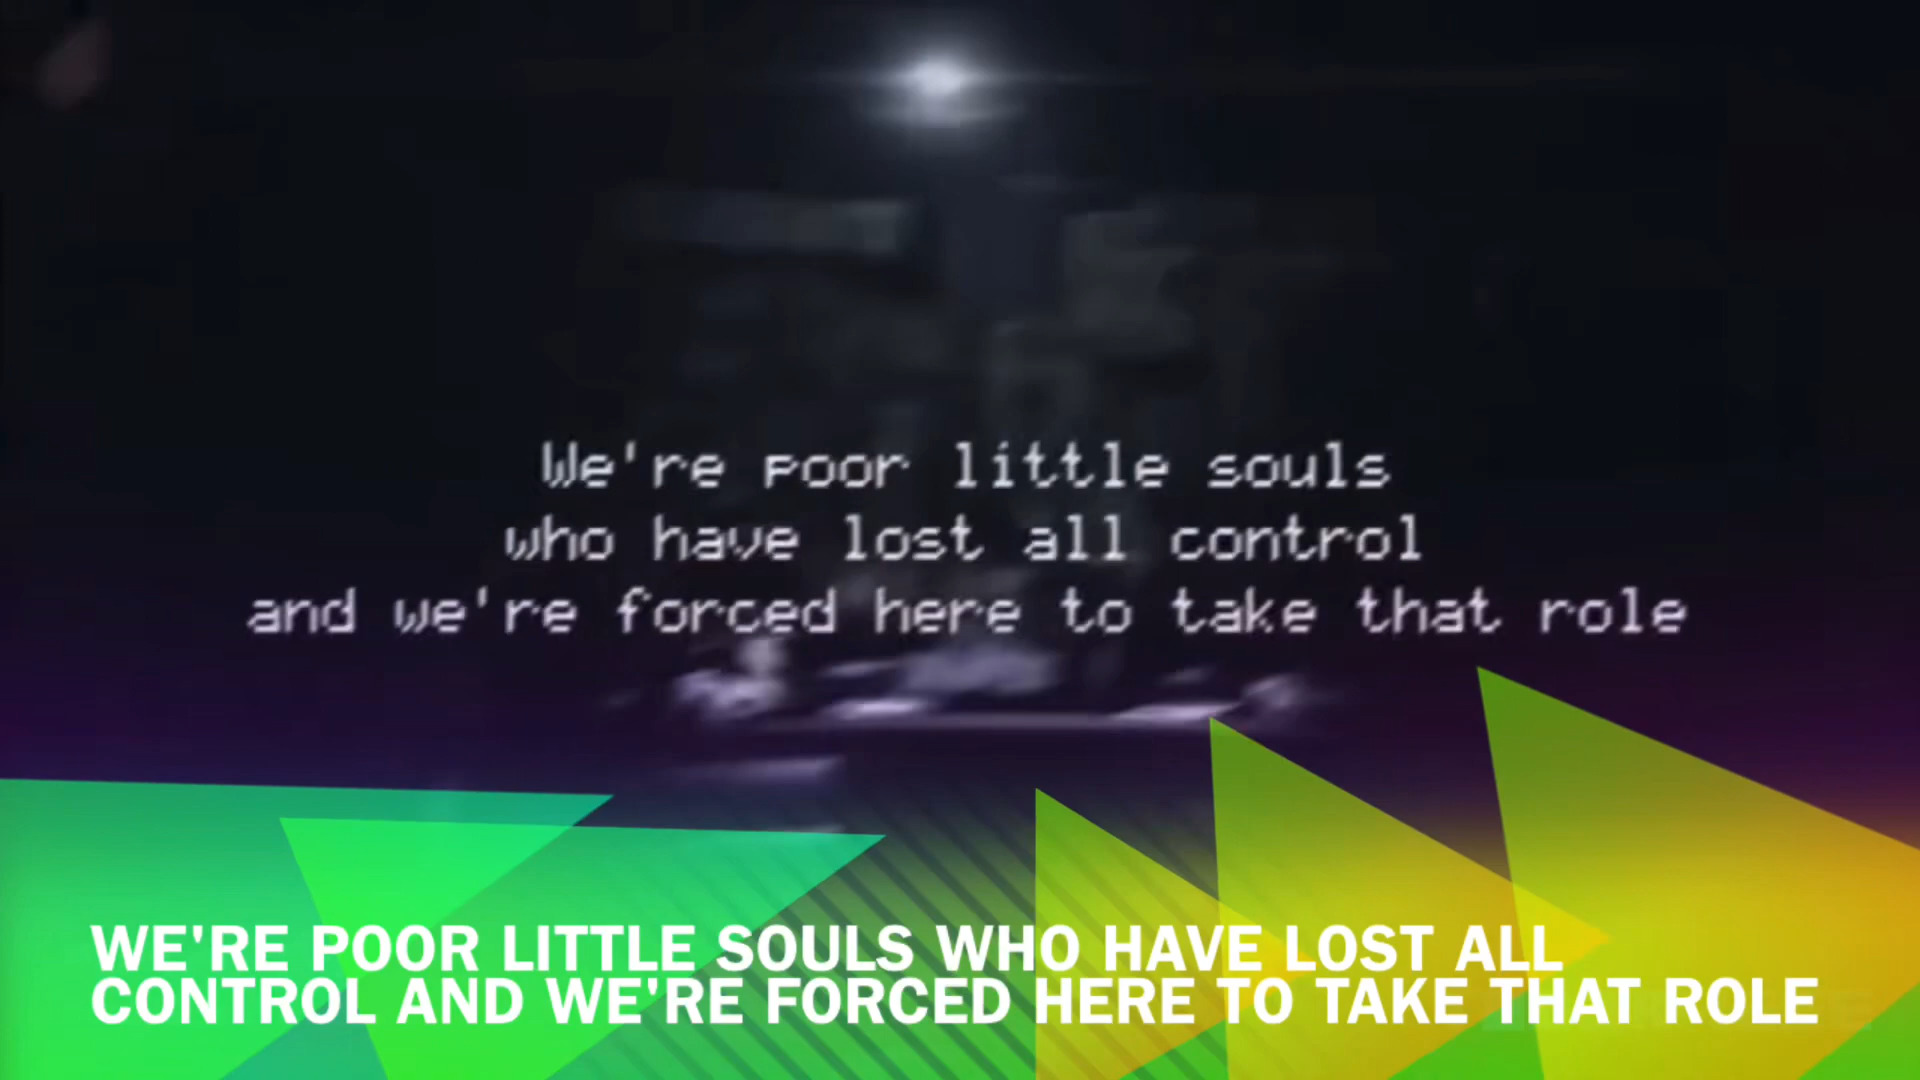 We're poor little souls
who have lost all control
and we're forced here to take that role
WE'RE POOR LITTLE SOULS WHO HAVE LOST ALL
CONTROL AND WE'RE FORCED HERE TO TAKE THAT ROLE